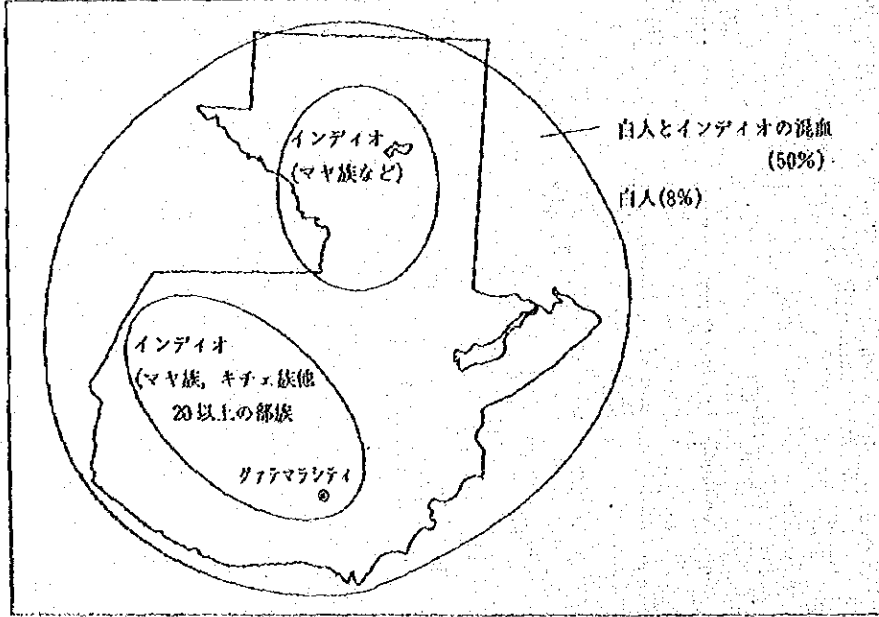 インディオ
(マヤ族など)
白人とインディオの混血
(50%)
白人(8%)
インディオ
(マヤ族, キチェ族他
20以上の部族
グァテマラシティ